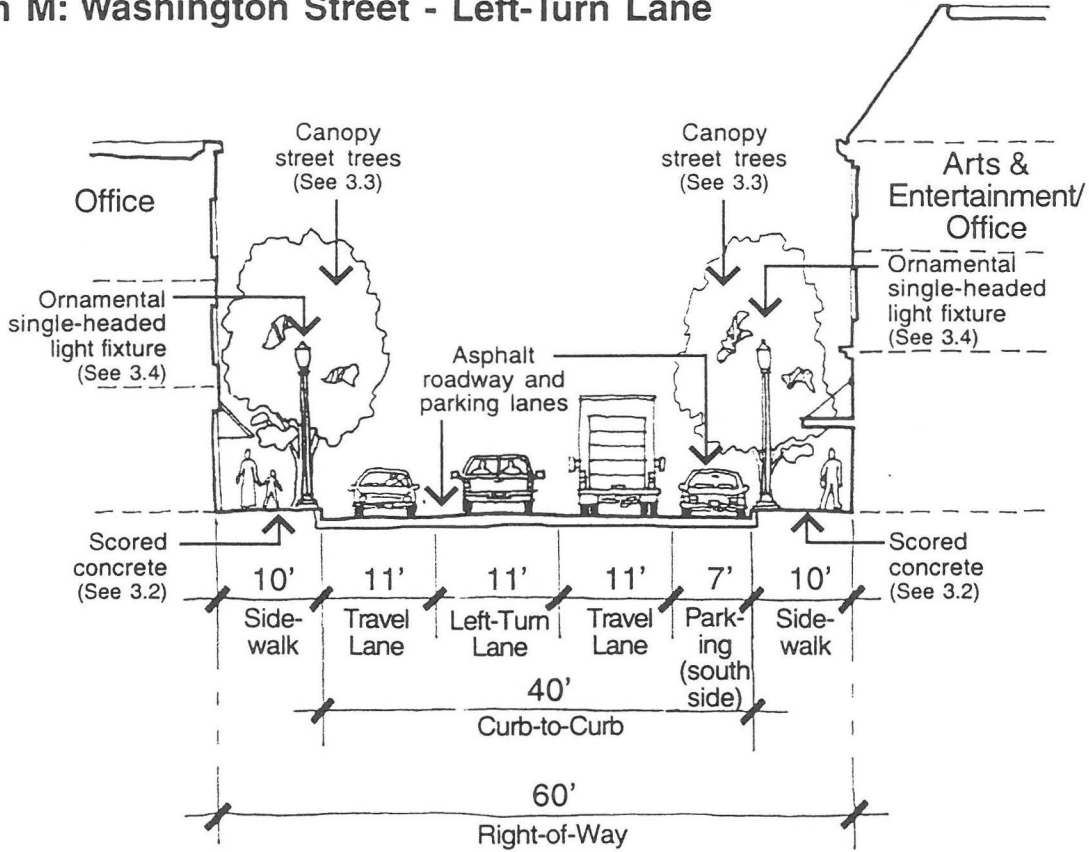 M: Washington Street - Left-Turn Lane
Canopy
street trees
(See 3.3)
Canopy
street trees
(See 3.3)
Office
Arts &
Entertainment/
Office
Ornamental
single-headed
light fixture
(See 3.4)
Ornamental
single-headed
light fixture
(See 3.4)
Asphalt
roadway and
parking lanes
Scored
concrete
(See 3.2)
Scored
concrete
(See 3.2)
10' 11' 11' 11' 7' 10'
Side-
walk
Travel
Lane
Left-Turn
Lane
Travel
Lane
Park-
ing
(south
side)
Side-
walk
40'
Curb-to-Curb
60'
Right-of-Way